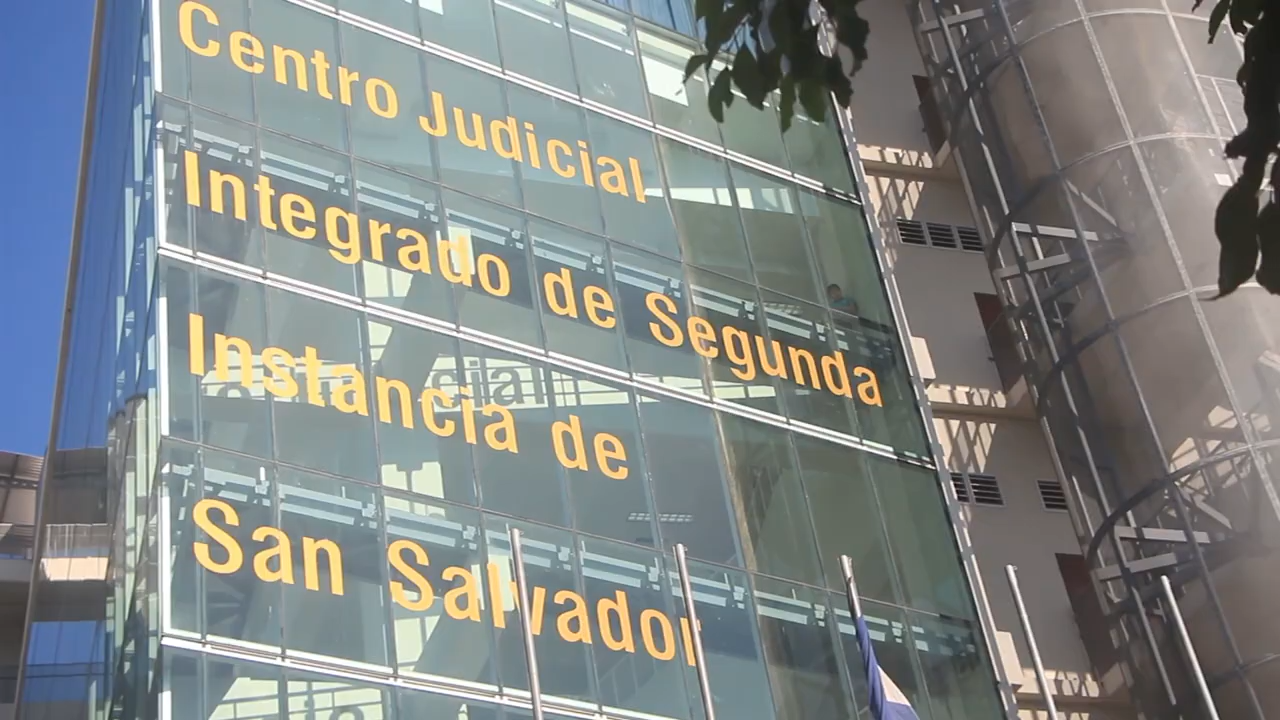 Centro Judicial
Integrado de Segunda
Instancia de
San Salvador